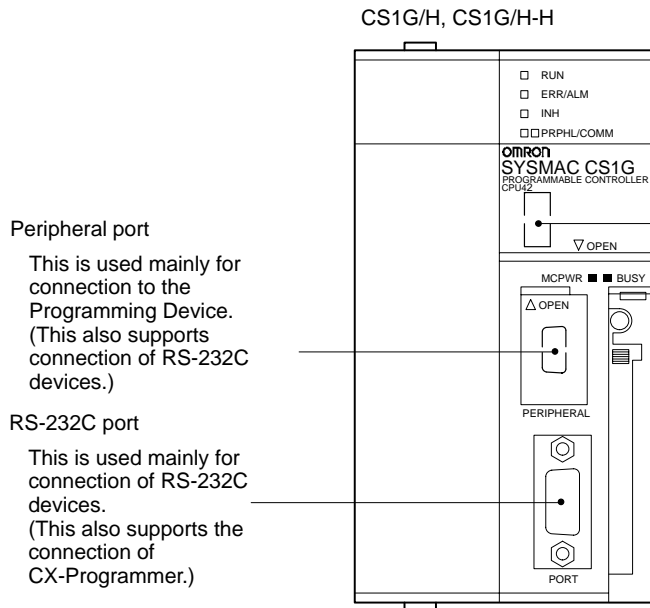 CS1G/H, CS1G/H-H
RUN
ERR/ALM
INH
PRPHL/COMM
OMRON
SYSMAC CS1G
PROGRAMMABLE CONTROLLER
CPU42
OPEN
MCPWR BUSY
OPEN
PERIPHERAL
PORT
Peripheral port
This is used mainly for
connection to the
Programming Device.
(This also supports
connection of RS-232C
devices.)
RS-232C port
This is used mainly for
connection of RS-232C
devices.
(This also supports the
connection of
CX-Programmer.)